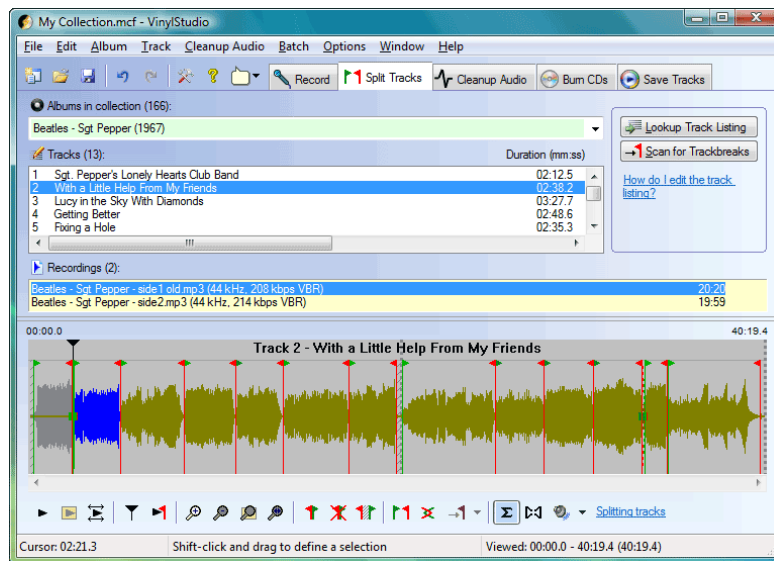 My Collection.mcf - VinylStudio
File Edit Album Track Cleanup Audio Batch Options Window Help
Record Split Tracks Cleanup Audio Burn CDs Save Tracks
Albums in collection (166):
Beatles - Sgt Pepper (1967)
Lookup Track Listing
Tracks (13): Duration (mm:ss)
Scan for Trackbreaks
1 Sgt. Pepper's Lonely Hearts Club Band 02:12.5
2 With a Little Help From My Friends 02:38.2
3 Lucy in the Sky With Diamonds 03:27.7
4 Getting Better 02:48.6
5 Fixing a Hole 02:35.3
How do I edit the track
listing?
Recordings (2):
Beatles - Sgt Pepper - side1 old.mp3 (44 kHz, 208 kbps VBR) 20:20
Beatles - Sgt Pepper - side2.mp3 (44 kHz, 214 kbps VBR) 19:59
00:00.0 40:19.4
Track 2 - With a Little Help From My Friends
Splitting tracks
Cursor: 02:21.3 Shift-click and drag to define a selection Viewed: 00:00.0 - 40:19.4 (40:19.4)